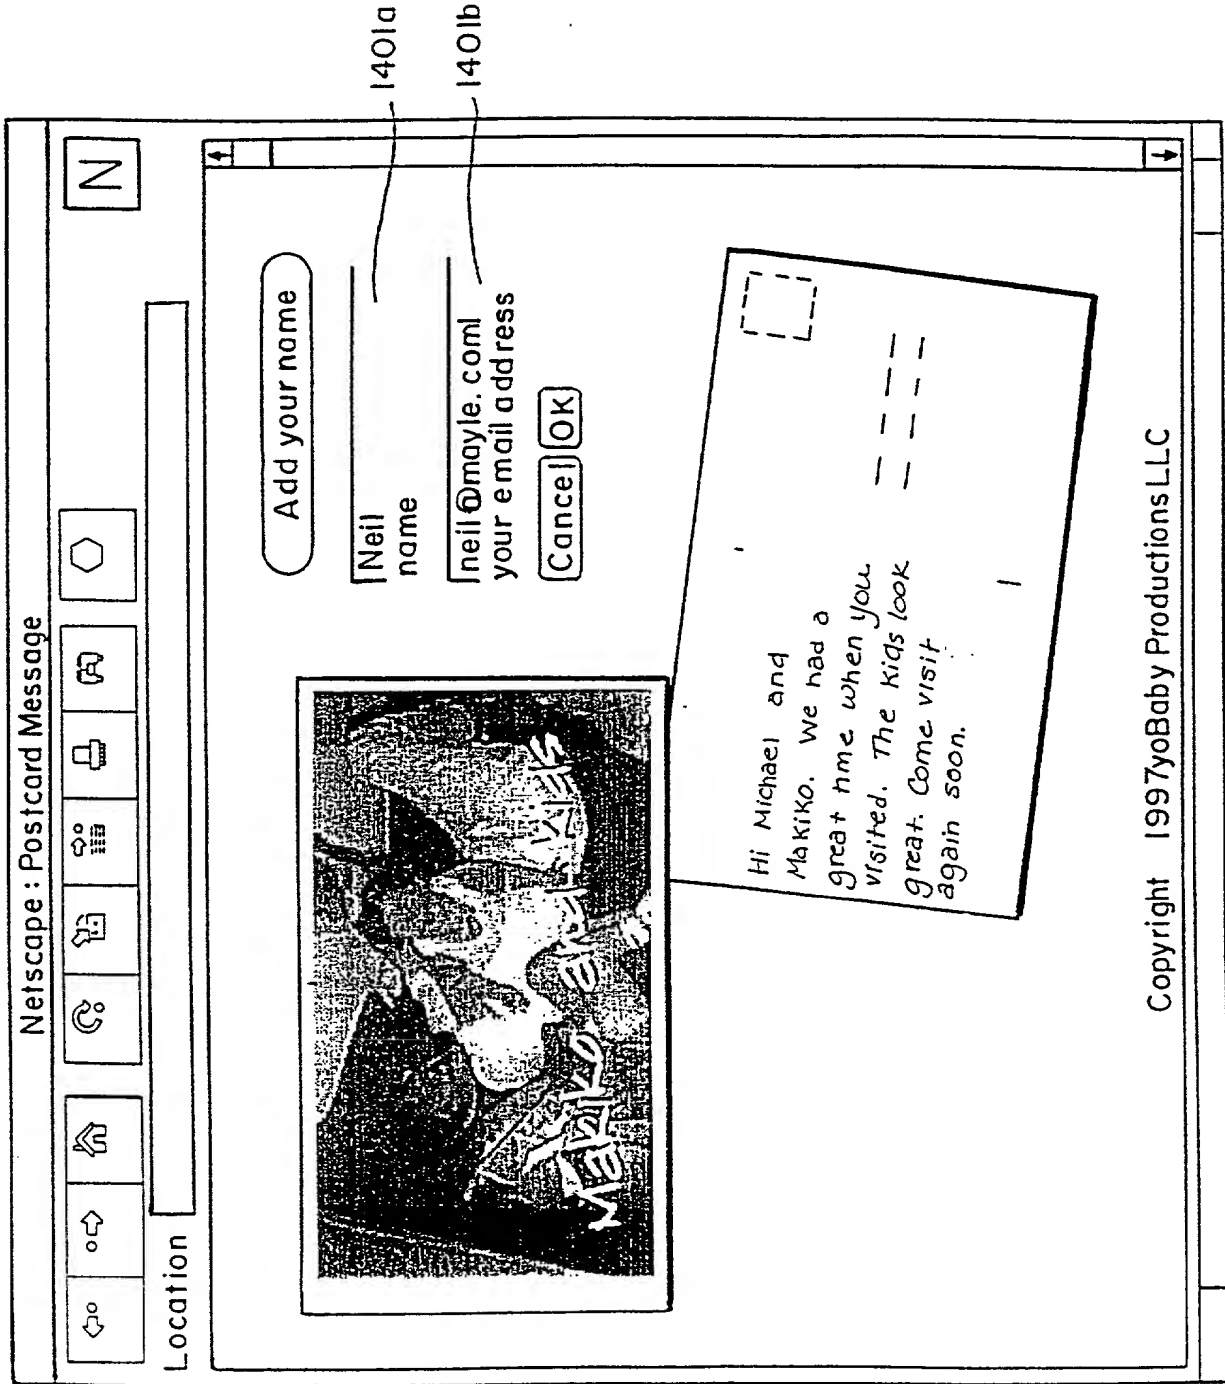 Netscape : Postcard Message
N
Location
Add your name
Neil
name
1401a
neil@mayle.coml
your email address
1401b
Cancel OK
Hi Michael and
Makiko. We had a
great time when you
visited. The kids look
great. Come visit
again soon.
Copyright 1997yoBaby Productions LLC